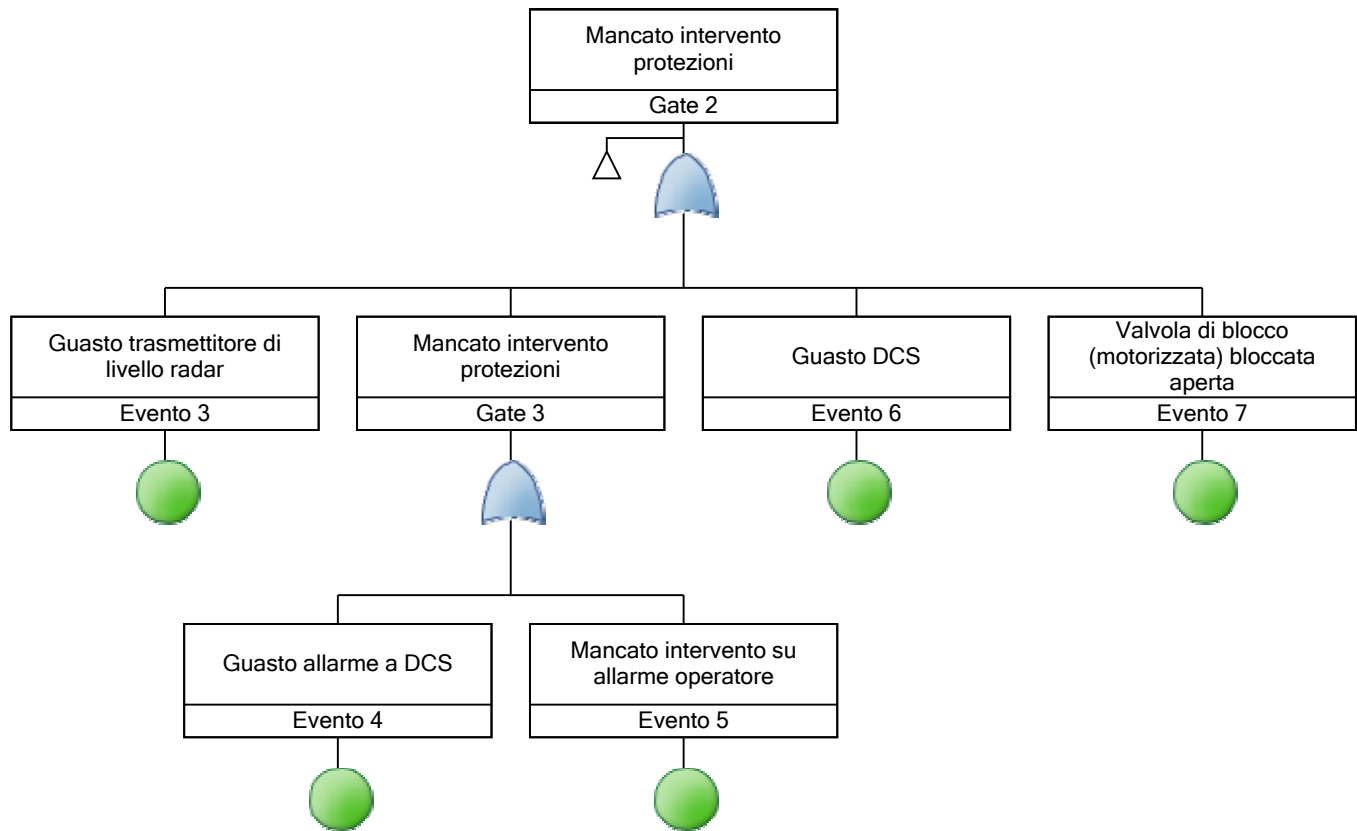 Mancato intervento
protezioni
Gate 2
Guasto trasmettitore di
livello radar
Evento 3
Mancato intervento
protezioni
Gate 3
Guasto DCS
Evento 6
Valvola di blocco
(motorizzata) bloccata
aperta
Evento 7
Guasto allarme a DCS
Evento 4
Mancato intervento su
allarme operatore
Evento 5